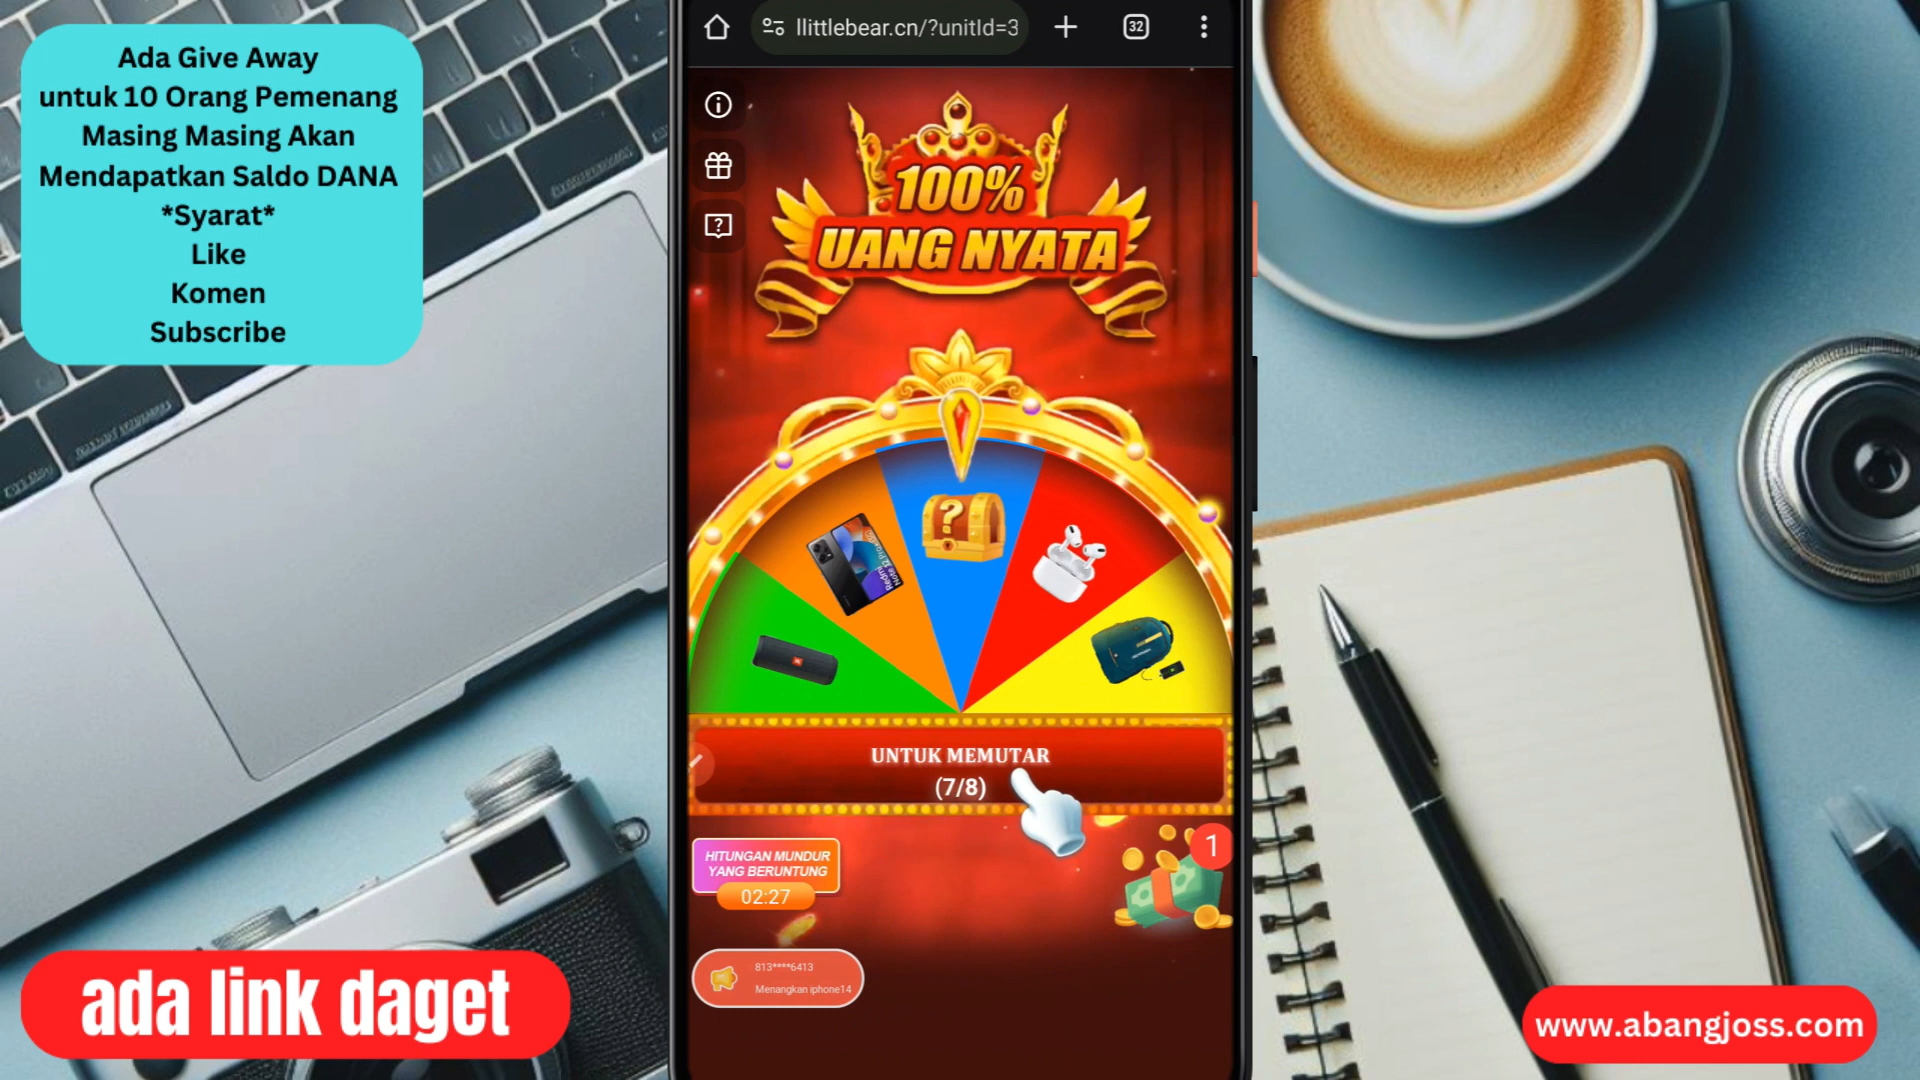 Ada Give Away
untuk 10 Orang Pemenang
Masing Masing Akan
Mendapatkan Saldo DANA
*Syarat*
Like
Komen
Subscribe
llittlebear.cn/?unitId=3
32
100%
UANG NYATA
UNTUK MEMUTAR
(7/8)
HITUNGAN MUNDUR
YANG BERUNTUNG
02:27
1
813****6413
Menangkan iphone14
ada link daget
www.abangjoss.com